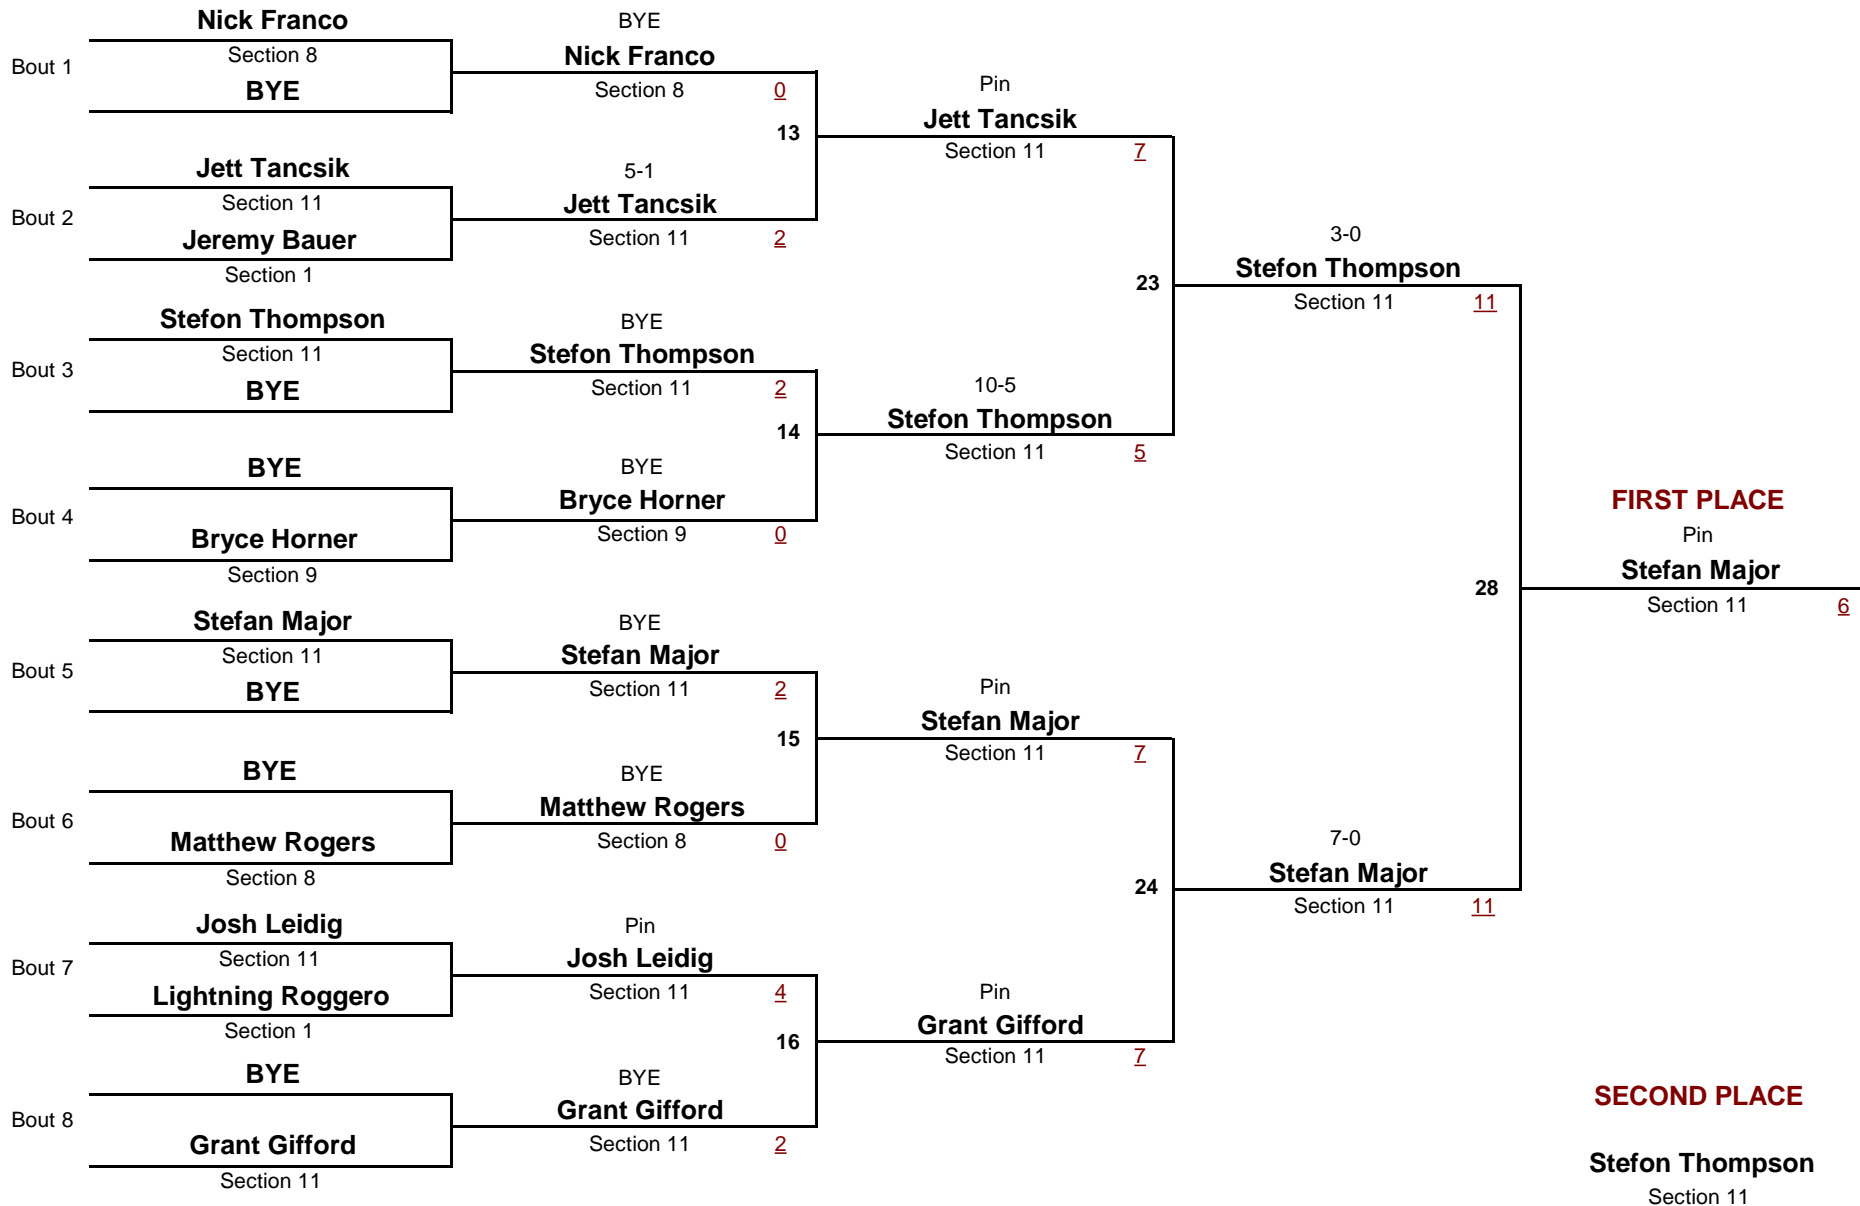 Nick Franco
Bout 1
Section 8
BYE
Jett Tancsik
Section 11
Bout 2
Jeremy Bauer
Section 1
Stefon Thompson
Section 11
Bout 3
BYE
BYE
Bout 4
Bryce Horner
Section 9
Stefan Major
Section 11
Bout 5
BYE
BYE
Bout 6
Matthew Rogers
Section 8
Josh Leidig
Section 11
Bout 7
Lightning Roggero
Section 1
BYE
Bout 8
Grant Gifford
Section 11
BYE
Nick Franco
Section 8 0
13
5-1
Jett Tancsik
Section 11 2
BYE
Stefon Thompson
Section 11 2
14
BYE
Bryce Horner
Section 9 0
BYE
Stefan Major
Section 11 2
15
BYE
Matthew Rogers
Section 8 0
Pin
Josh Leidig
Section 11 4
16
BYE
Grant Gifford
Section 11 2
Pin
Jett Tancsik
Section 11 7
23
10-5
Stefon Thompson
Section 11 5
Pin
Stefan Major
Section 11 7
24
Pin
Grant Gifford
Section 11 7
3-0
Stefon Thompson
Section 11 11
28
7-0
Stefan Major
Section 11 11
FIRST PLACE
Pin
Stefan Major
Section 11 6
SECOND PLACE
Stefon Thompson
Section 11